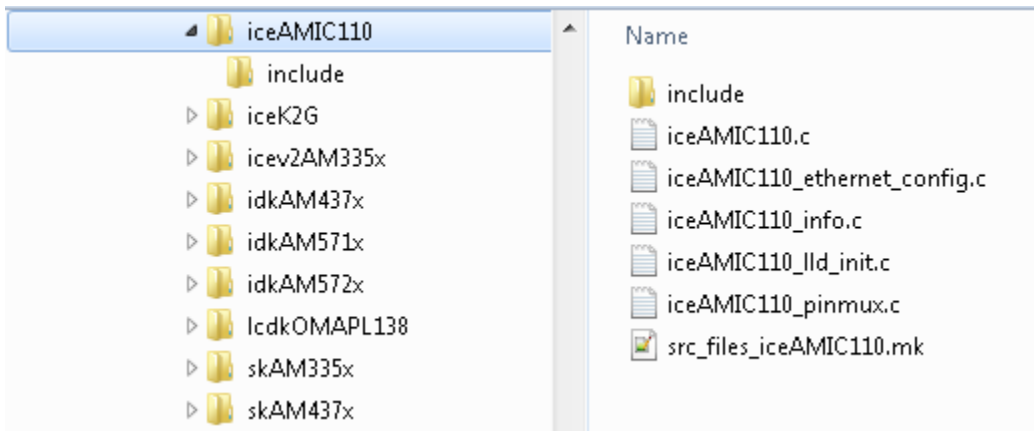 iceAMIC110
include
iceK2G
icev2AM335x
idkAM437x
idkAM571x
idkAM572x
lcdkOMAPL138
skAM335x
skAM437x
Name
include
iceAMIC110.c
iceAMIC110_ethernet_config.c
iceAMIC110_info.c
iceAMIC110_lld_init.c
iceAMIC110_pinmux.c
src_files_iceAMIC110.mk